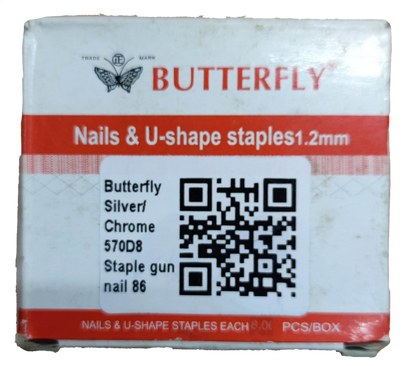 TRADE MARK
BUTTERFLY
Nails & U-shape staples1.2mm
Butterfly
Silver/
Chrome
570D8
Staple gun
nail 86
NAILS & U-SHAPE STAPLES EACH PCS/BOX